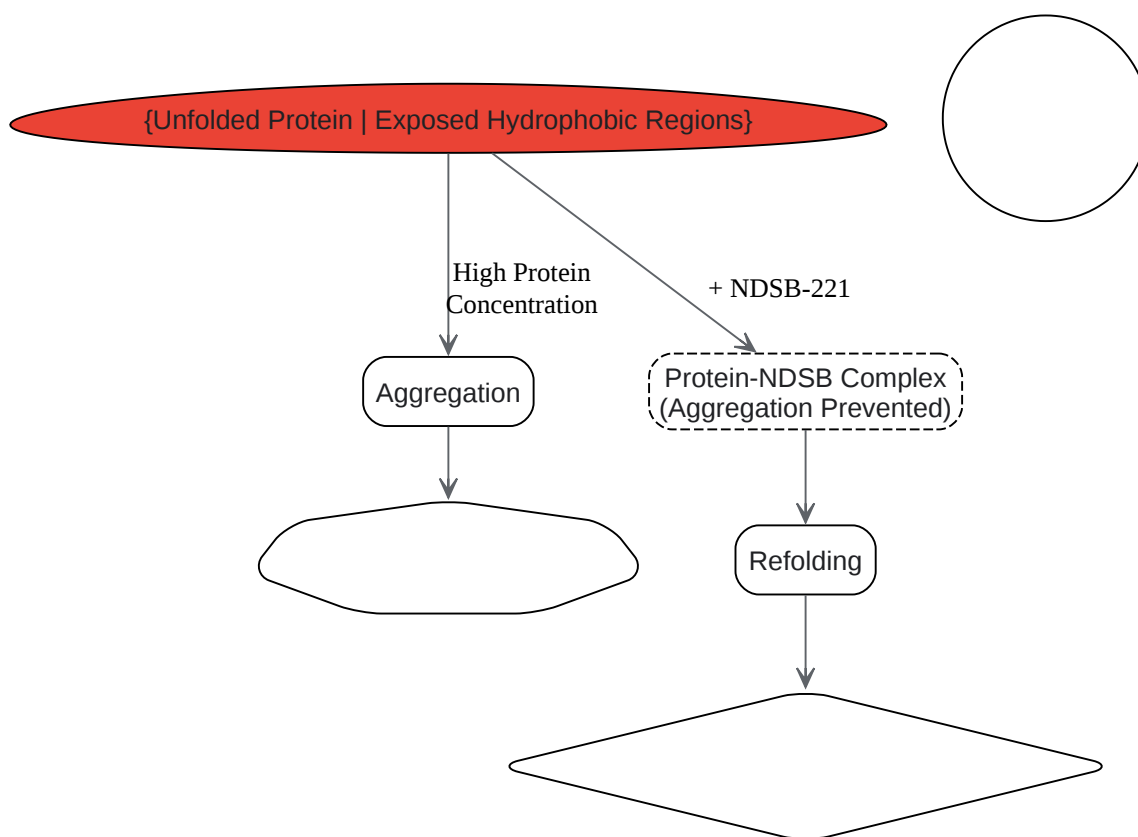 {Unfolded Protein | Exposed Hydrophobic Regions}
High Protein
Concentration
+ NDSB-221
Aggregation
Protein-NDSB Complex
(Aggregation Prevented)
Refolding